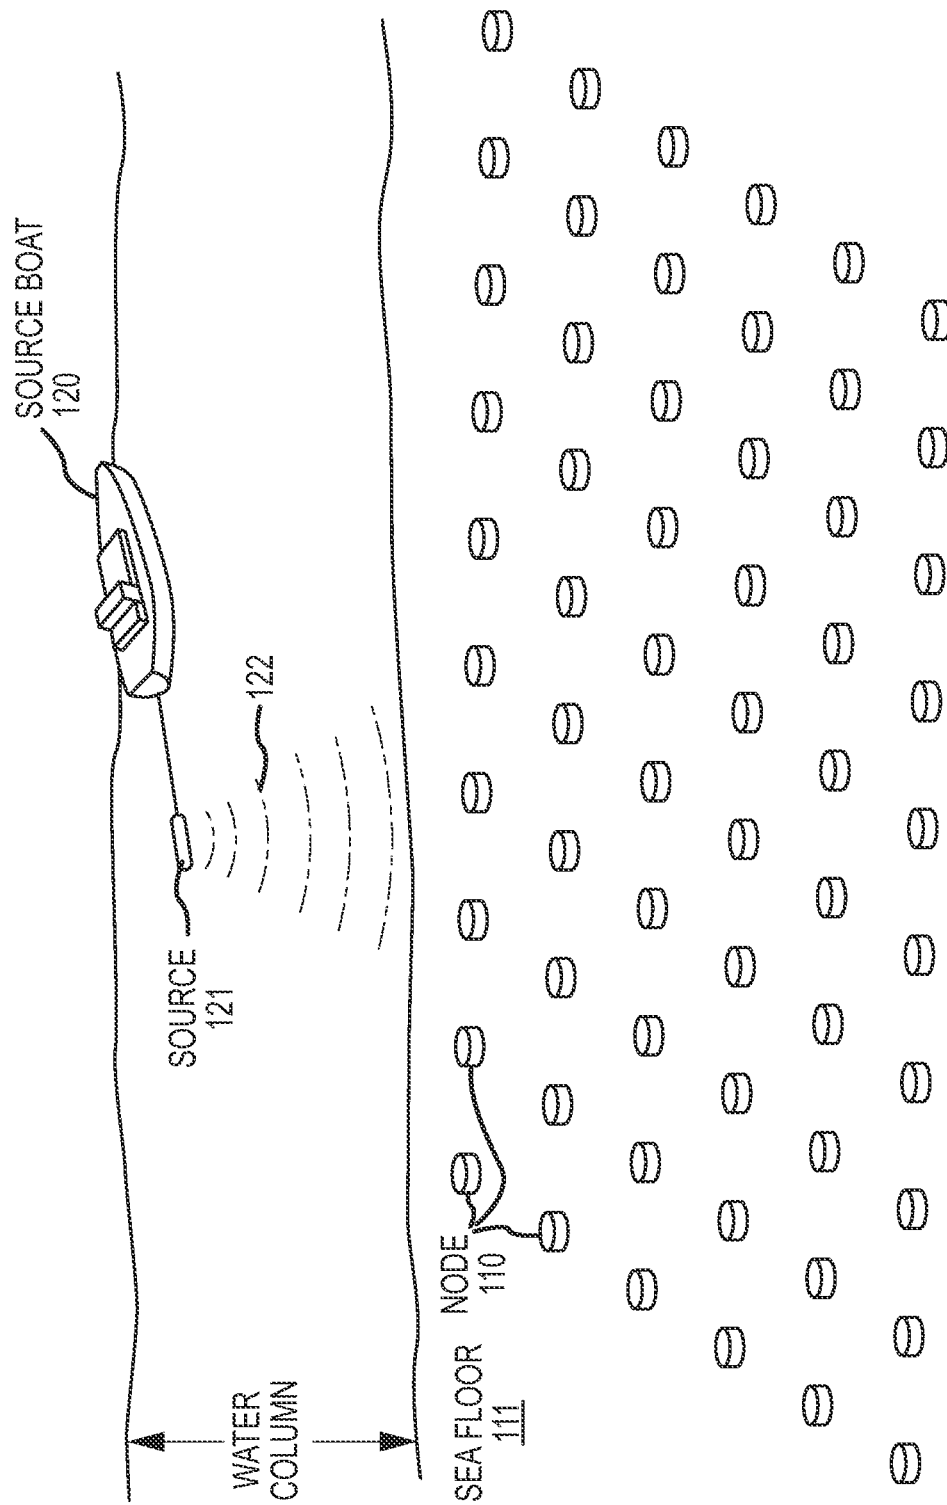 SOURCE BOAT
120
122
SOURCE
121
NODE
110
WATER
COLUMN
SEA FLOOR
111